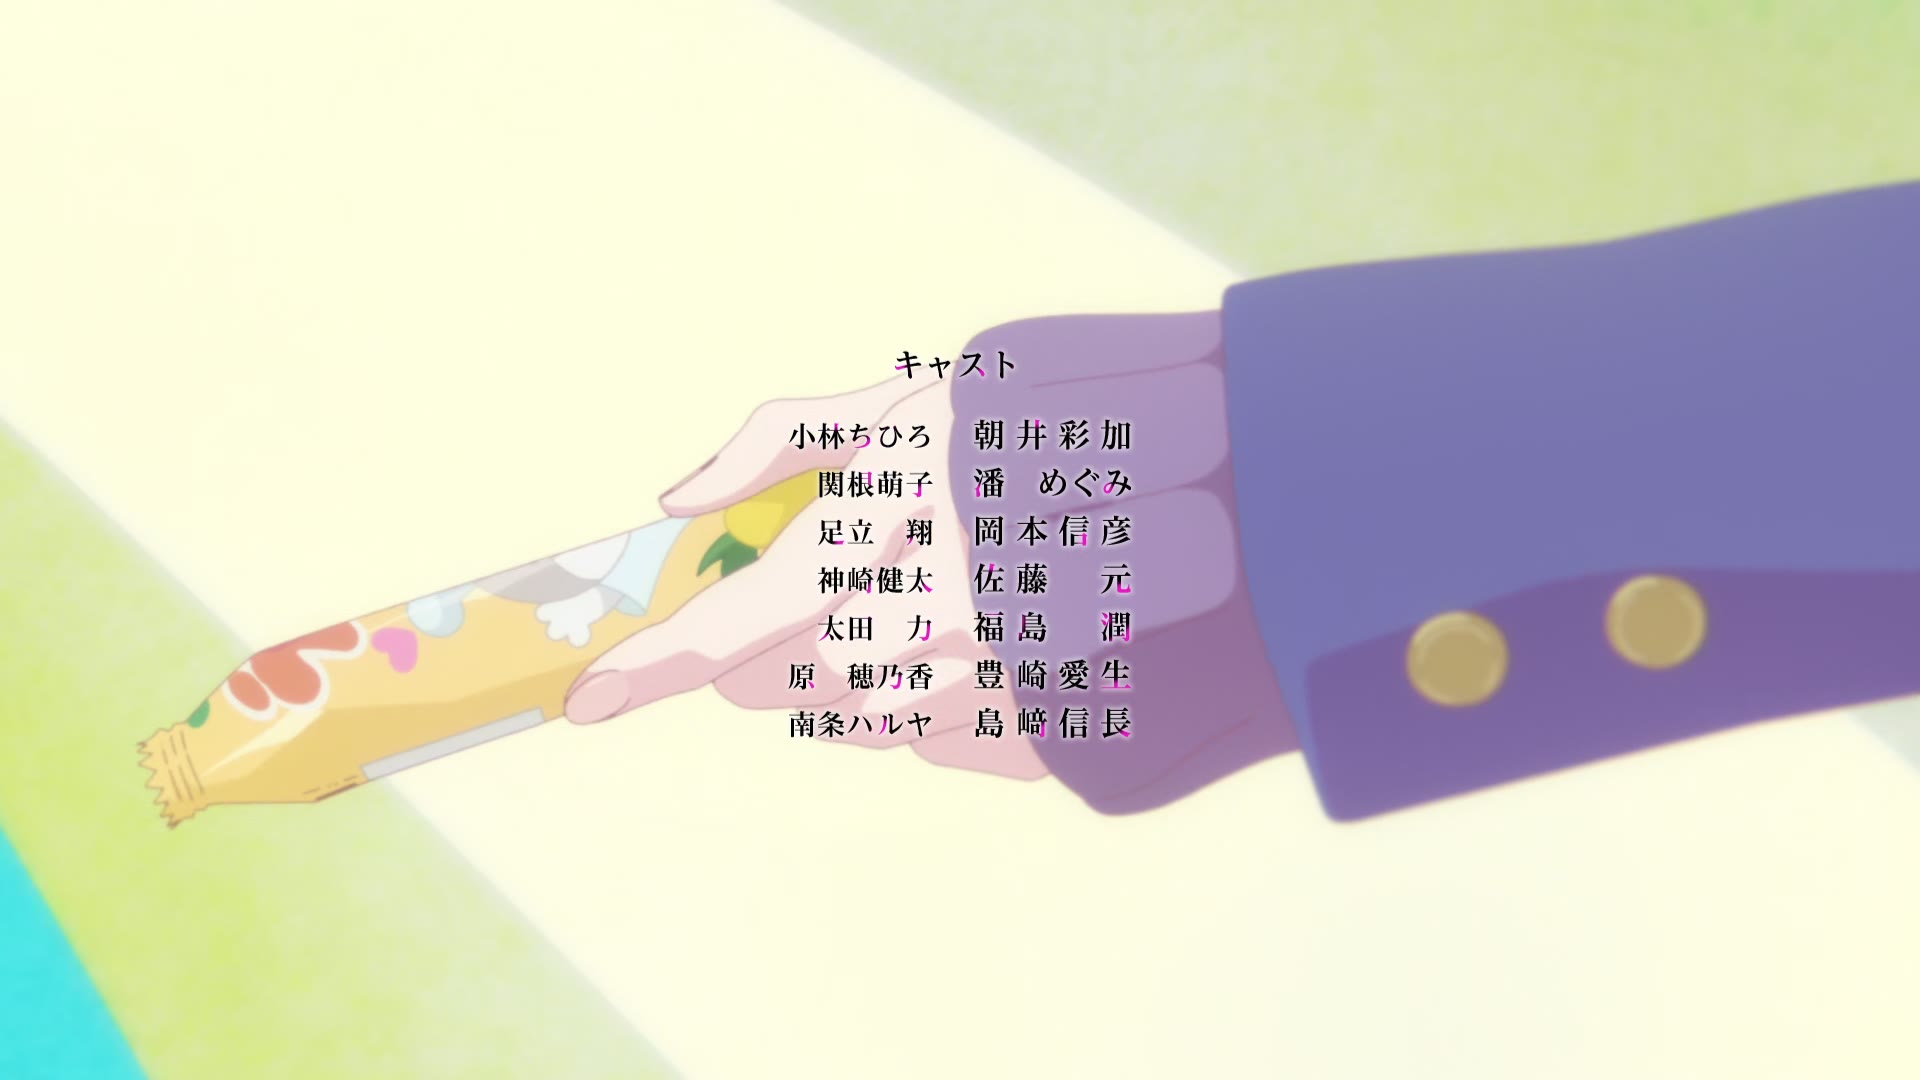 キャスト
小林ちひろ　朝井彩加
関根萌子　潘　めぐみ
足立　翔　岡本信彦
神崎健太　佐藤　元
太田　力　福島　潤
原　穂乃香　豊崎愛生
南条ハルヤ　島﨑信長